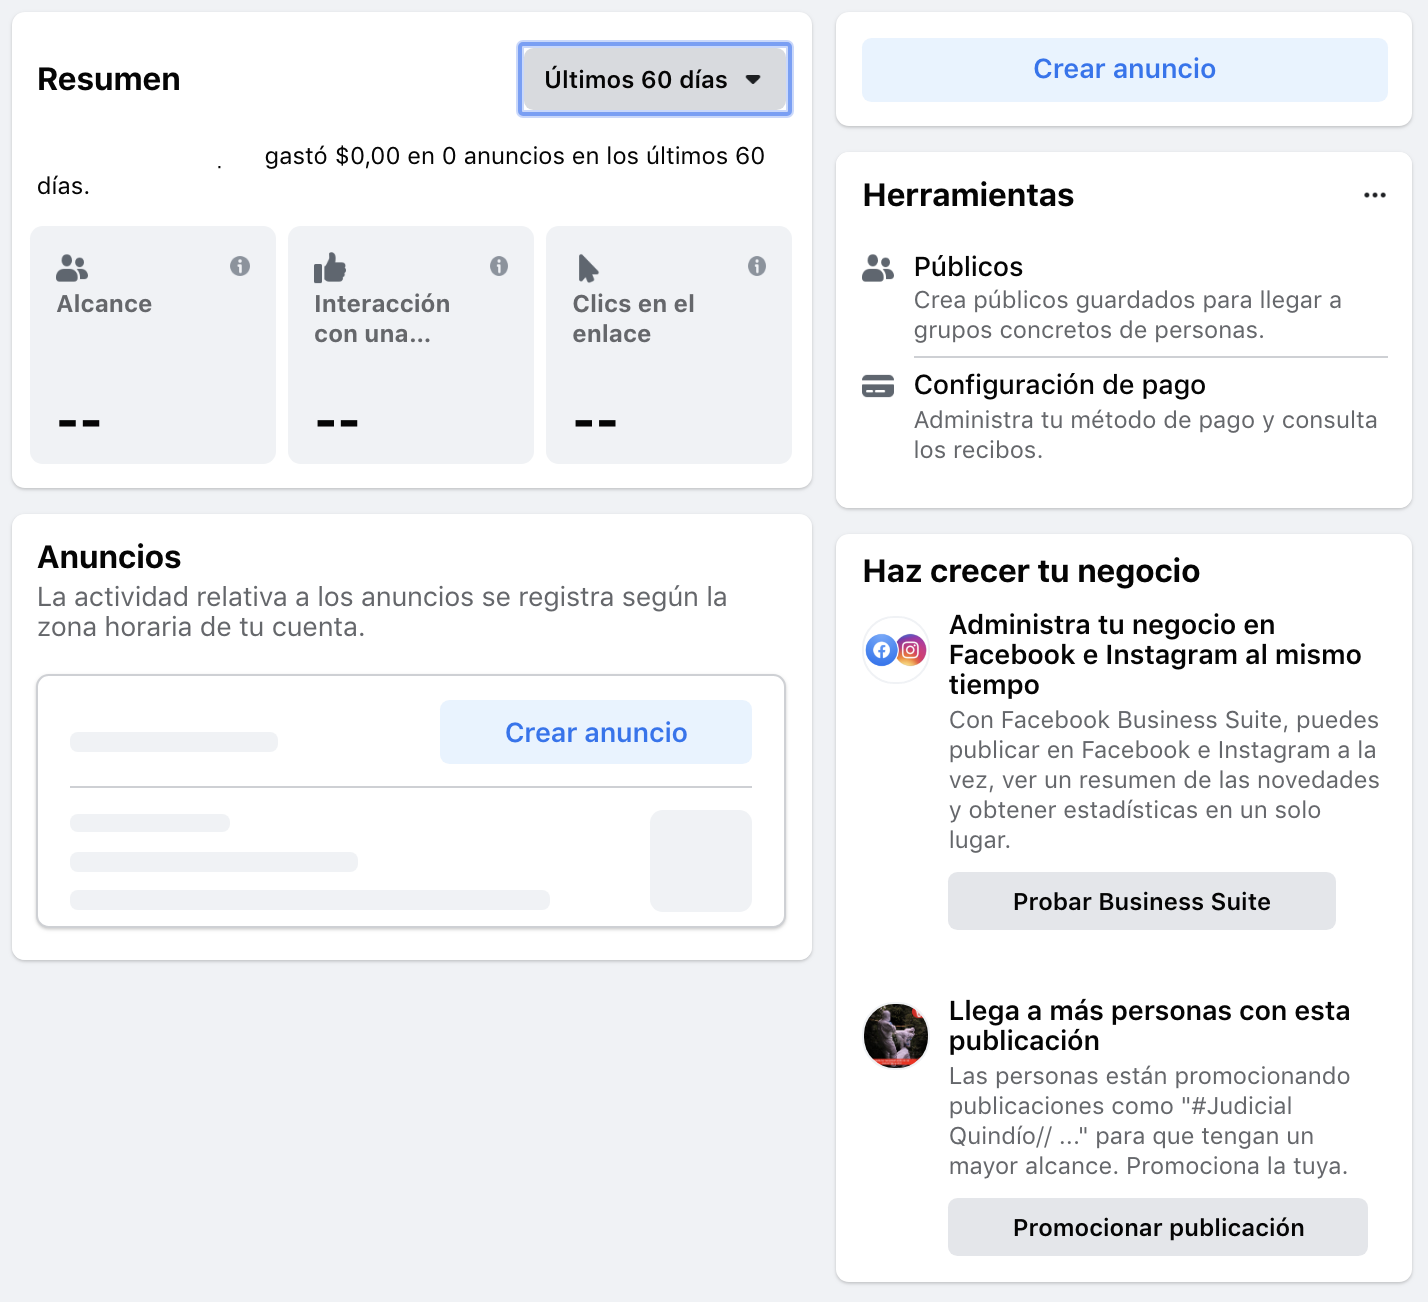 Resumen
Últimos 60 días
. gastó $0,00 en 0 anuncios en los últimos 60
días.
Alcance
--
Interacción
con una...
--
Clics en el
enlace
--
Anuncios
La actividad relativa a los anuncios se registra según la
zona horaria de tu cuenta.
Crear anuncio
Crear anuncio
Herramientas
Públicos
Crea públicos guardados para llegar a
grupos concretos de personas.
Configuración de pago
Administra tu método de pago y consulta
los recibos.
Haz crecer tu negocio
Administra tu negocio en
Facebook e Instagram al mismo
tiempo
Con Facebook Business Suite, puedes
publicar en Facebook e Instagram a la
vez, ver un resumen de las novedades
y obtener estadísticas en un solo
lugar.
Probar Business Suite
Llega a más personas con esta
publicación
Las personas están promocionando
publicaciones como "#Judicial
Quindío// ..." para que tengan un
mayor alcance. Promociona la tuya.
Promocionar publicación